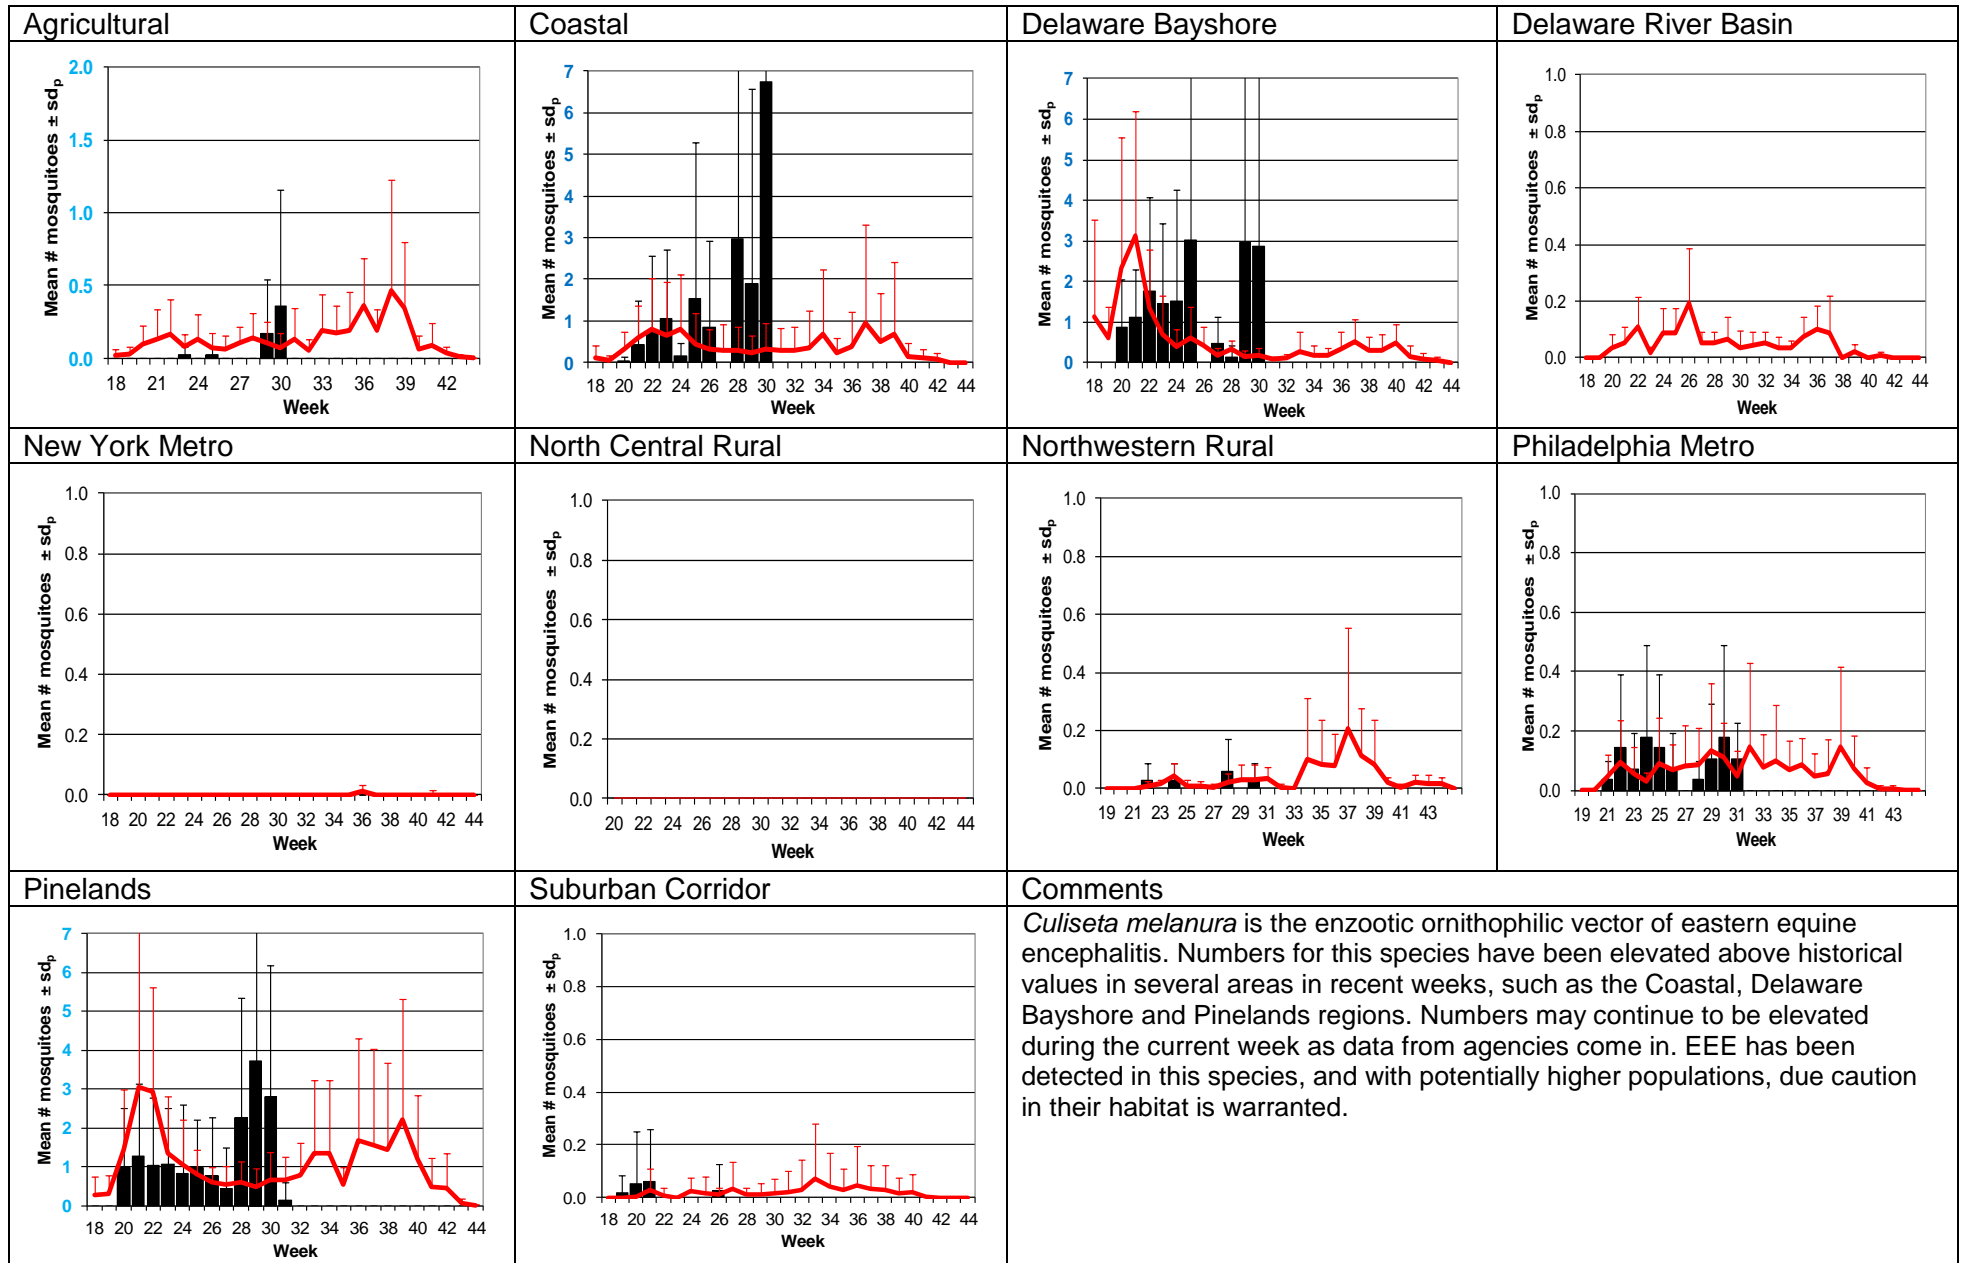 Agricultural
Mean # mosquitoes ± sdp
2.0
1.5
1.0
0.5
0.0
18 21 24 27 30 33 36 39 42
Week
Coastal
Mean # mosquitoes ± sdp
7
6
5
4
3
2
1
0
18 20 22 24 26 28 30 32 34 36 38 40 42 44
Week
Delaware Bayshore
Mean # mosquitoes ± sdp
7
6
5
4
3
2
1
0
18 20 22 24 26 28 30 32 34 36 38 40 42 44
Week
Delaware River Basin
Mean # mosquitoes ± sdp
1.0
0.8
0.6
0.4
0.2
0.0
18 20 22 24 26 28 30 32 34 36 38 40 42 44
Week
New York Metro
Mean # mosquitoes ± sdp
1.0
0.8
0.6
0.4
0.2
0.0
18 20 22 24 26 28 30 32 34 36 38 40 42 44
Week
North Central Rural
Mean # mosquitoes ± sdp
1.0
0.8
0.6
0.4
0.2
0.0
20 22 24 26 28 30 32 34 36 38 40 42 44
Week
Northwestern Rural
Mean # mosquitoes ± sdp
1.0
0.8
0.6
0.4
0.2
0.0
19 21 23 25 27 29 31 33 35 37 39 41 43
Week
Philadelphia Metro
Mean # mosquitoes ± sdp
1.0
0.8
0.6
0.4
0.2
0.0
19 21 23 25 27 29 31 33 35 37 39 41 43
Week
Pinelands
Mean # mosquitoes ± sdp
7
6
5
4
3
2
1
0
18 20 22 24 26 28 30 32 34 36 38 40 42 44
Week
Suburban Corridor
Mean # mosquitoes ± sdp
1.0
0.8
0.6
0.4
0.2
0.0
18 20 22 24 26 28 30 32 34 36 38 40 42 44
Week
Comments
Culiseta melanura is the enzootic ornithophilic vector of eastern equine
encephalitis. Numbers for this species have been elevated above historical
values in several areas in recent weeks, such as the Coastal, Delaware
Bayshore and Pinelands regions. Numbers may continue to be elevated
during the current week as data from agencies come in. EEE has been
detected in this species, and with potentially higher populations, due caution
in their habitat is warranted.